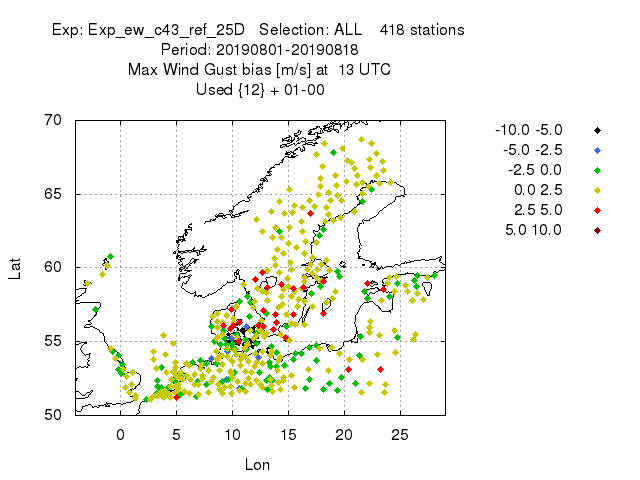 Exp: Exp_ew_c43_ref_25D   Selection: ALL    418 stations
Period: 20190801-20190818
Max Wind Gust bias [m/s] at  13 UTC
Used {12} + 01-00
70
65
60
55
50
0 5 10 15 20 25
Lat
Lon
-10.0 -5.0
-5.0 -2.5
-2.5 0.0
0.0 2.5
2.5 5.0
5.0 10.0